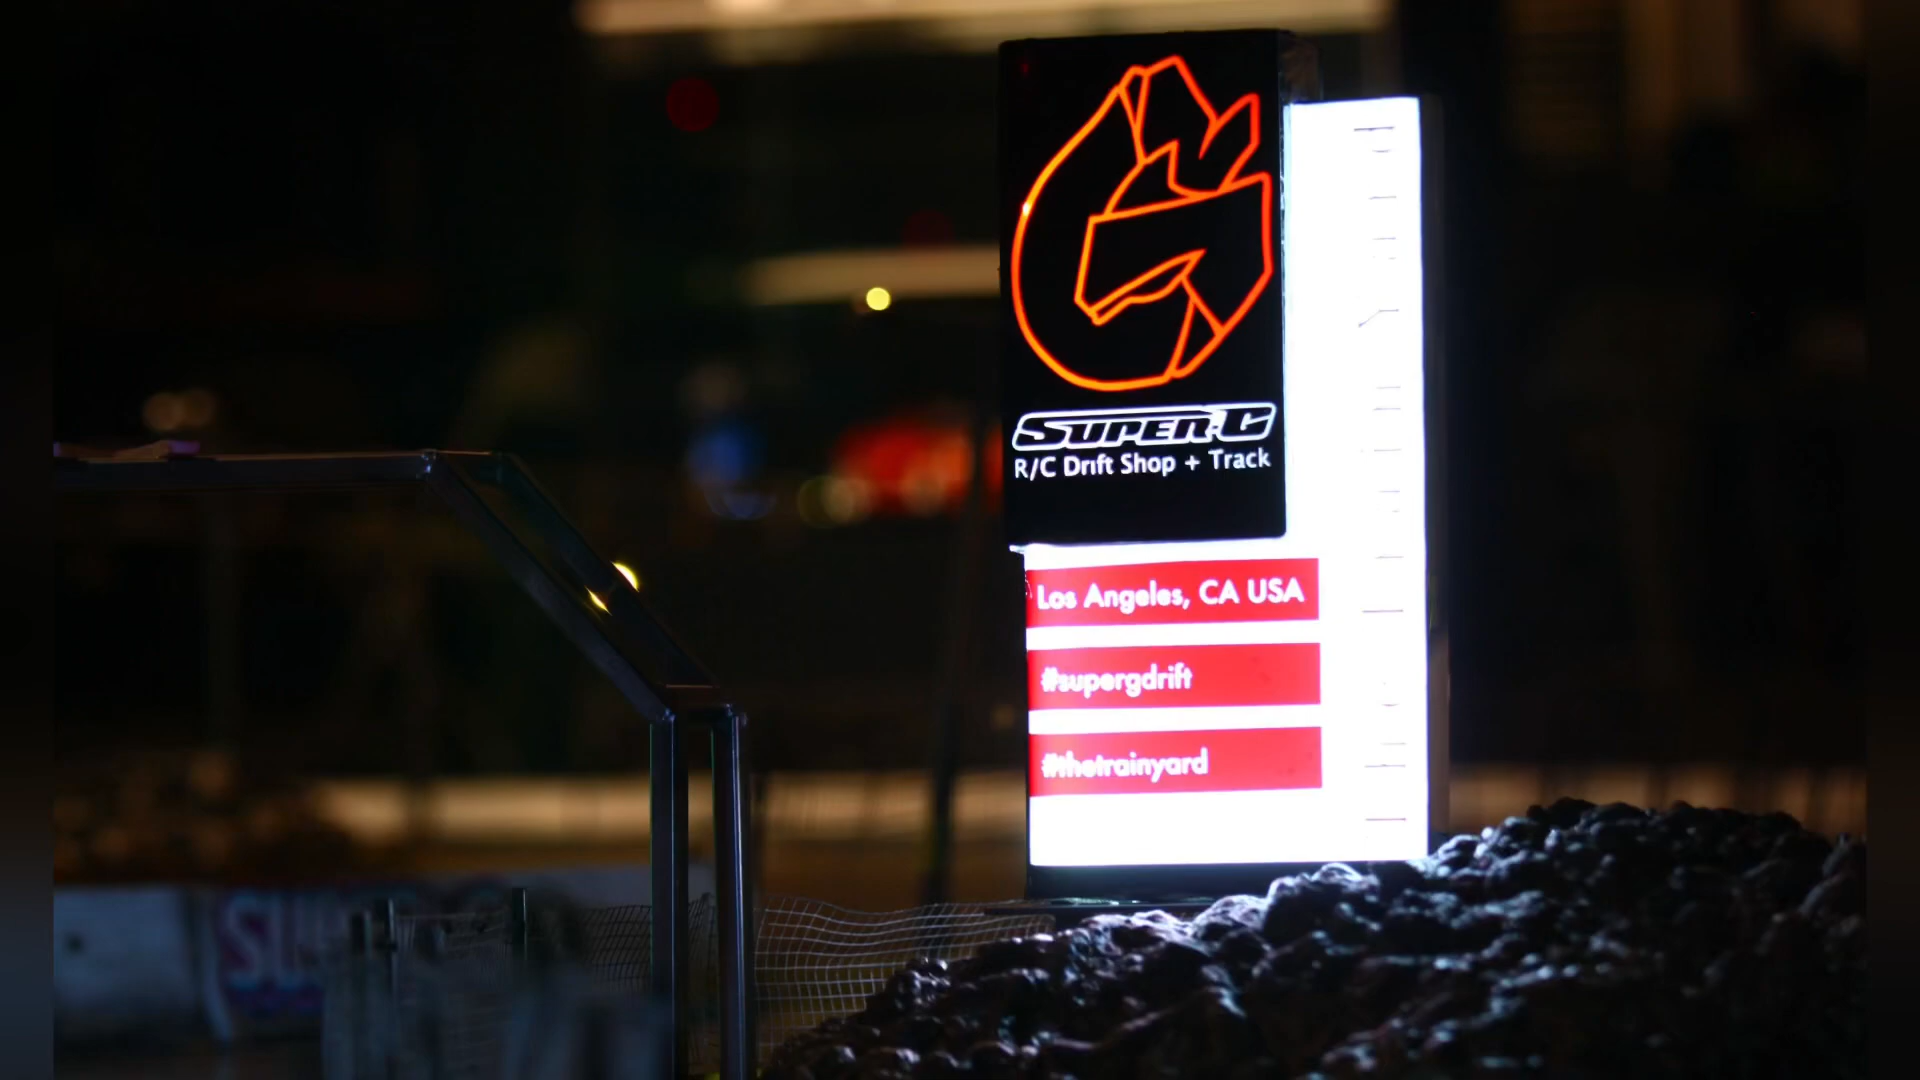 SUPER-G
R/C Drift Shop + Track
Los Angeles, CA USA
#supergdrift
#thetrainyard